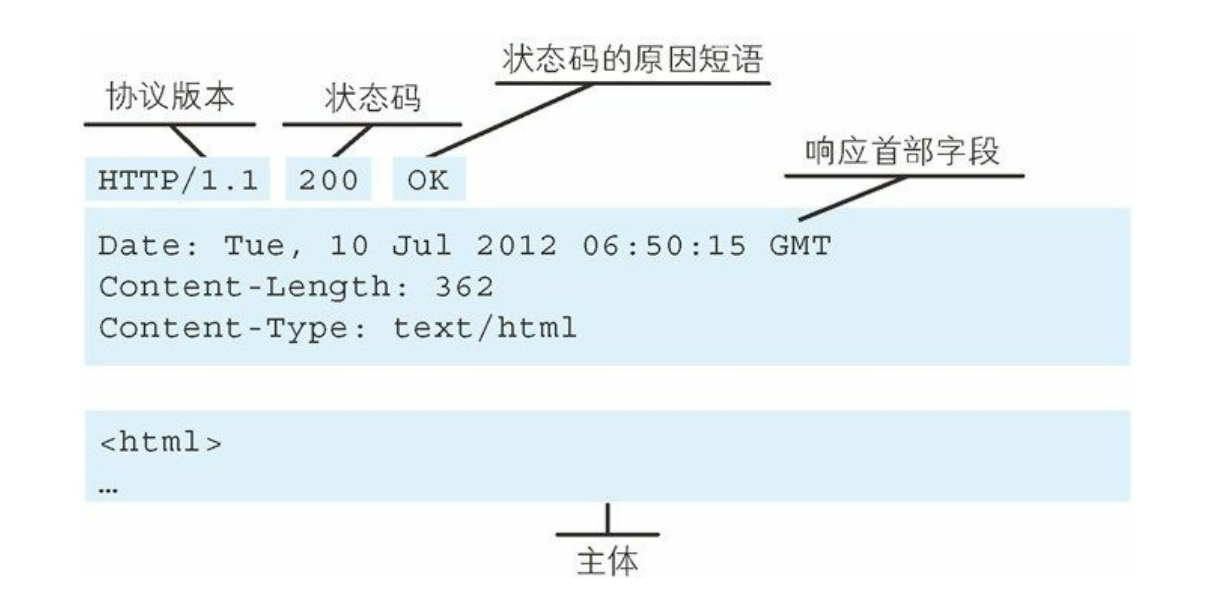 状态码的原因短语
协议版本 状态码
响应首部字段
HTTP/1.1 200 OK
Date: Tue, 10 Jul 2012 06:50:15 GMT
Content-Length: 362
Content-Type: text/html
<html>
…
主体